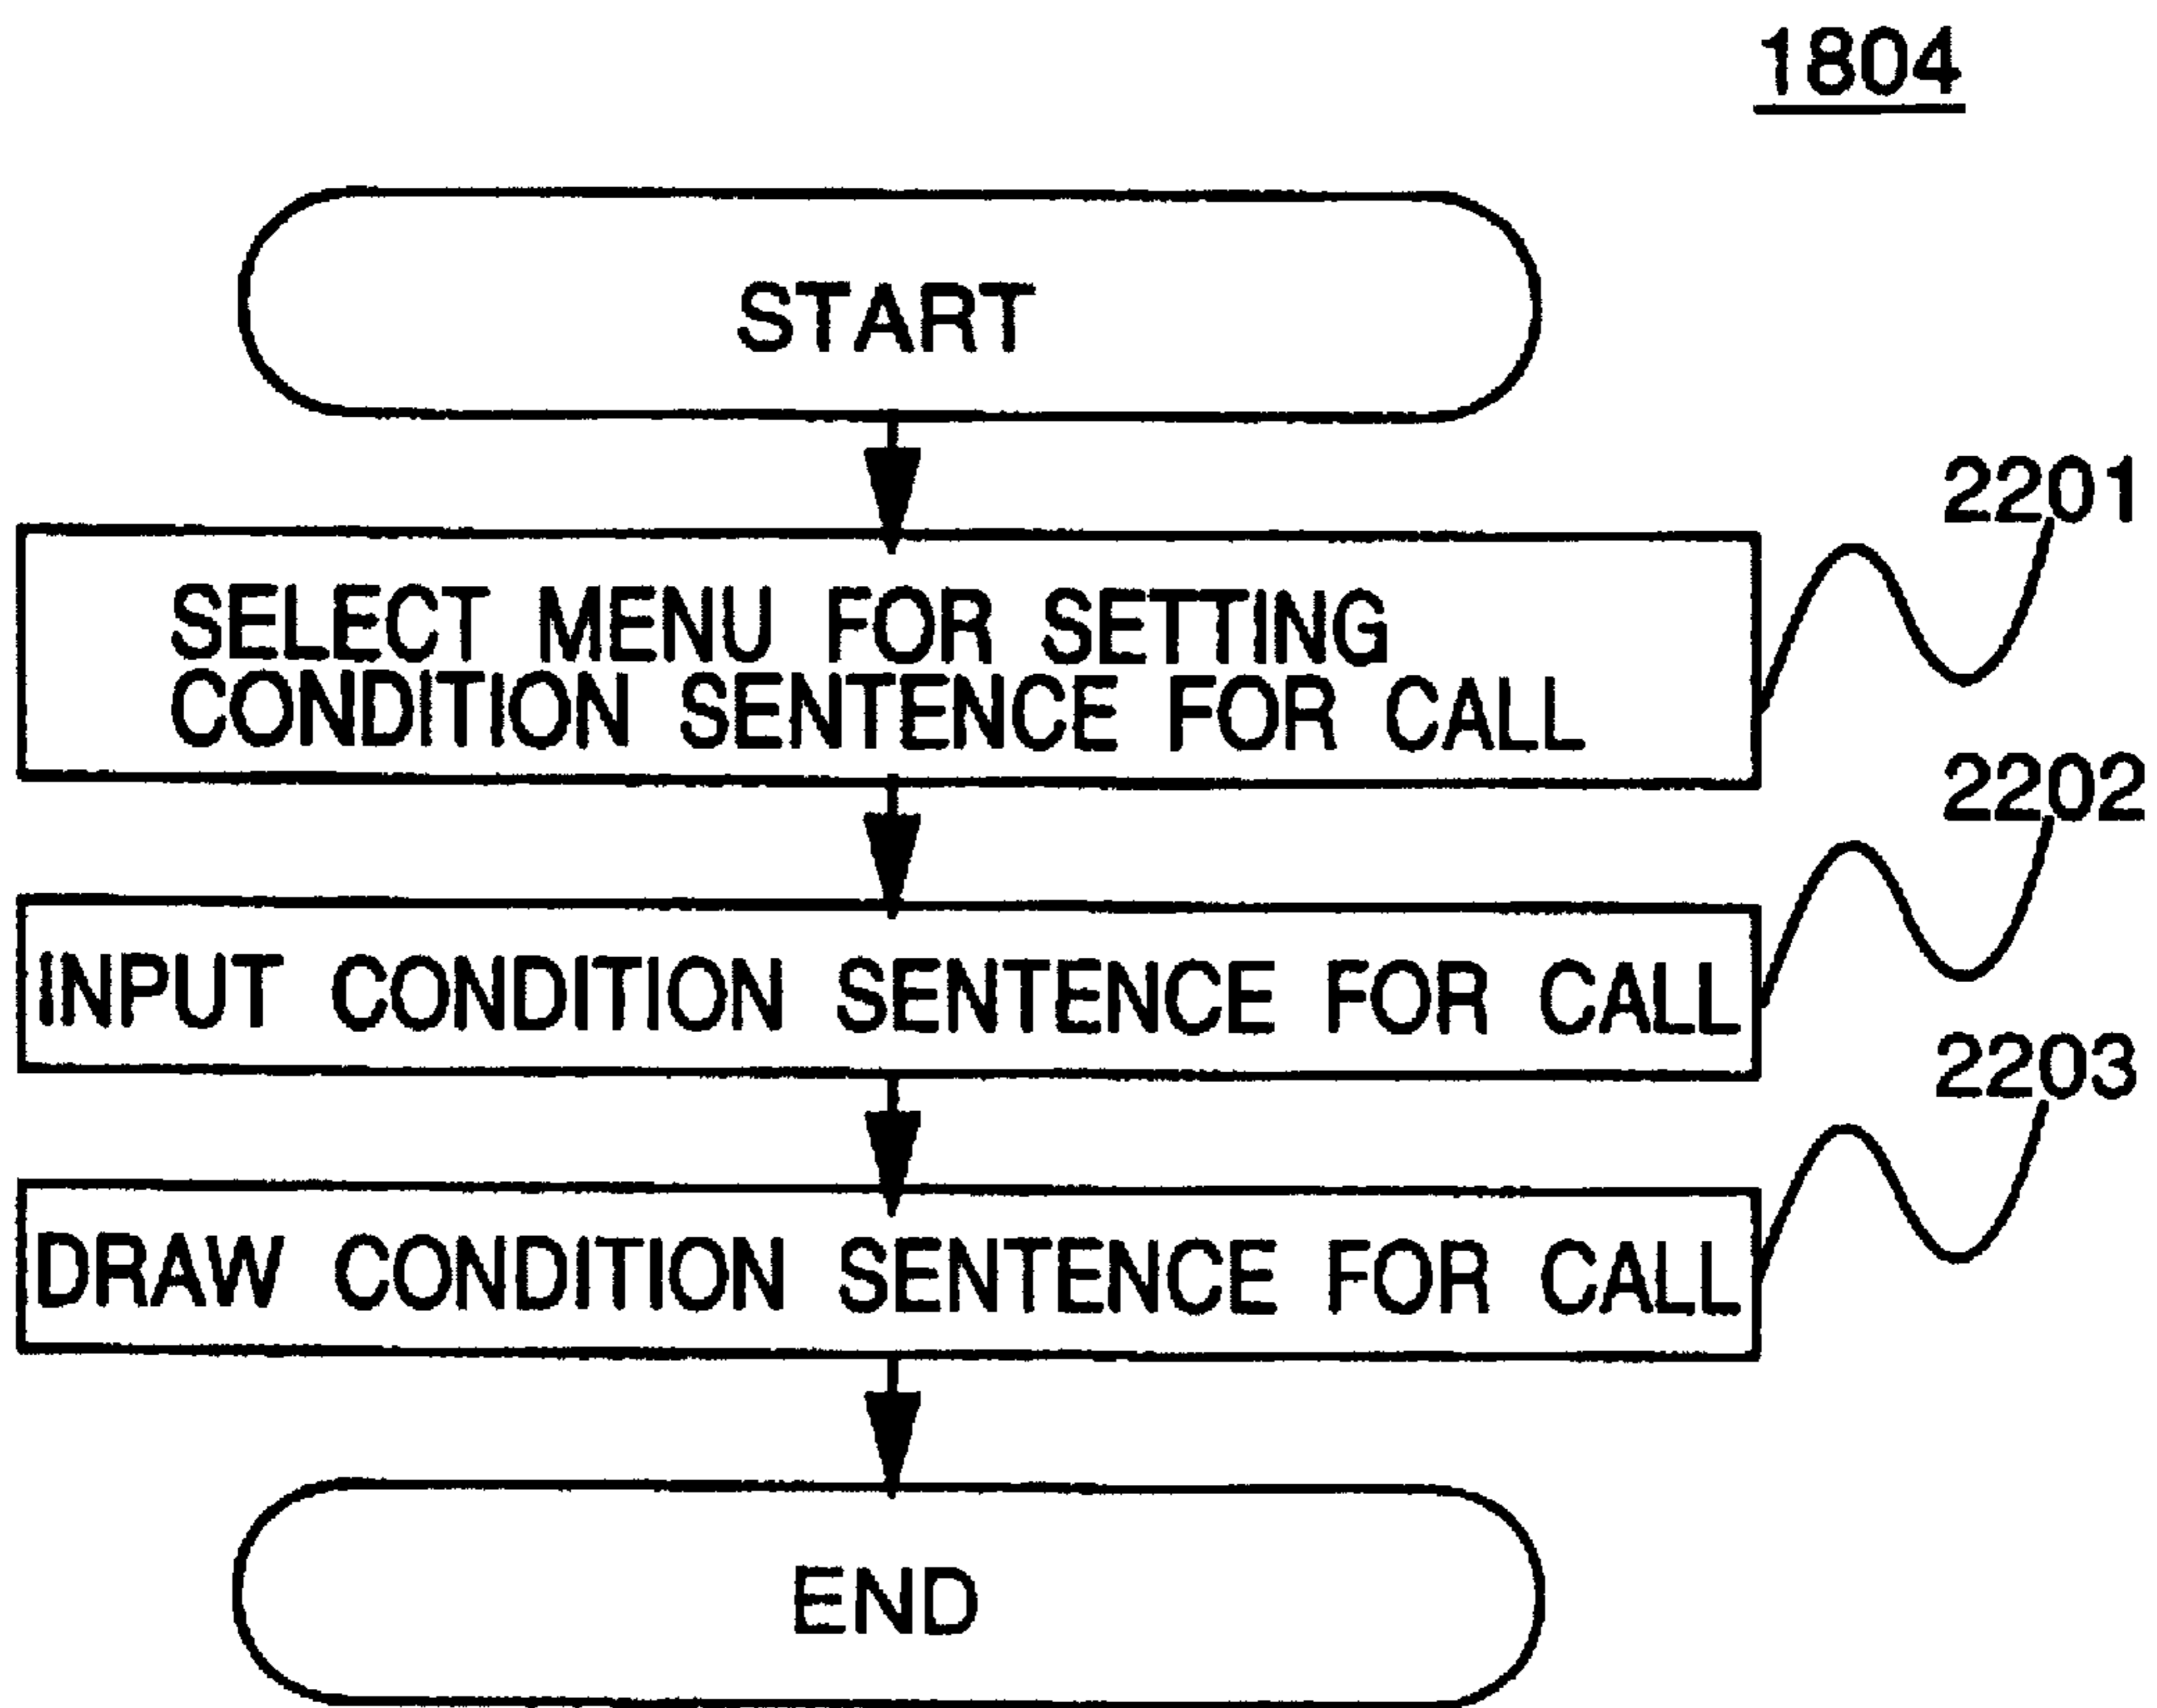 1804
START
2201
SELECT MENU FOR SETTING
CONDITION SENTENCE FOR CALL
2202
INPUT CONDITION SENTENCE FOR CALL
2203
DRAW CONDITION SENTENCE FOR CALL
END